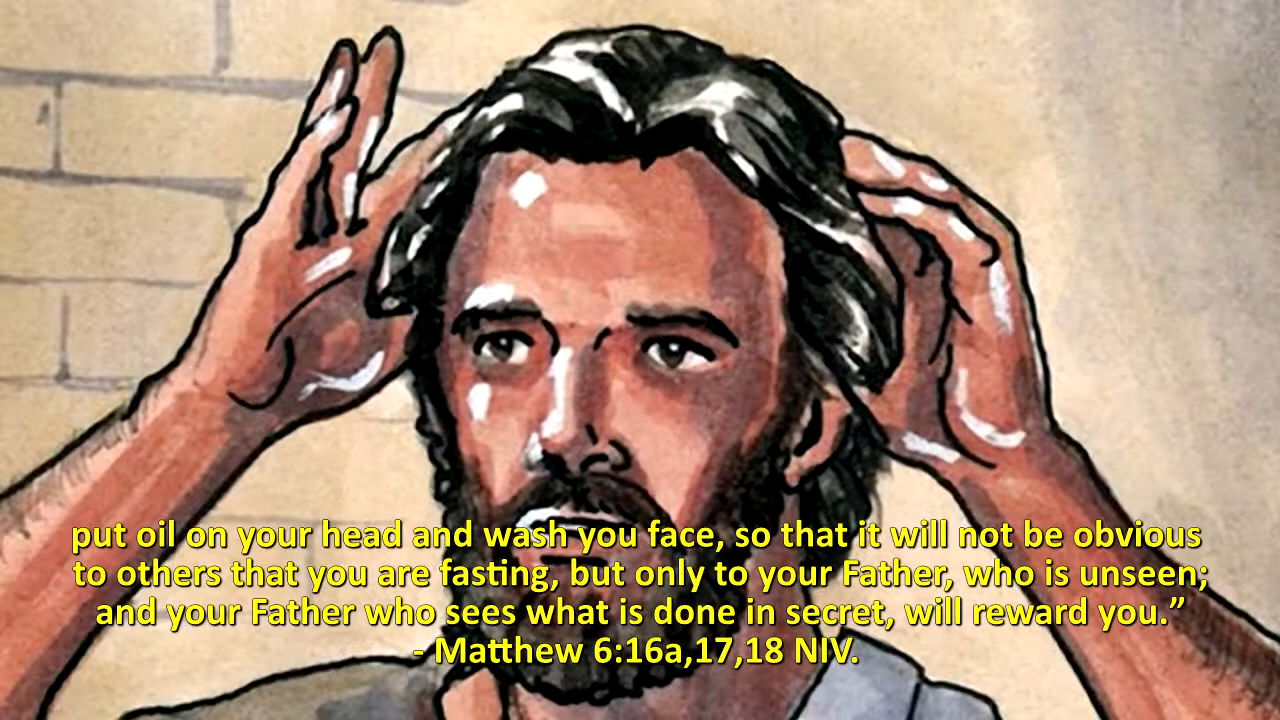 put oil on your head and wash you face, so that it will not be obvious
to others that you are fasting, but only to your Father, who is unseen;
and your Father who sees what is done in secret, will reward you.”
- Matthew 6:16a,17,18 NIV.